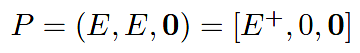 P = (E, E, 𝟎) = [E⁺, 0, 𝟎]